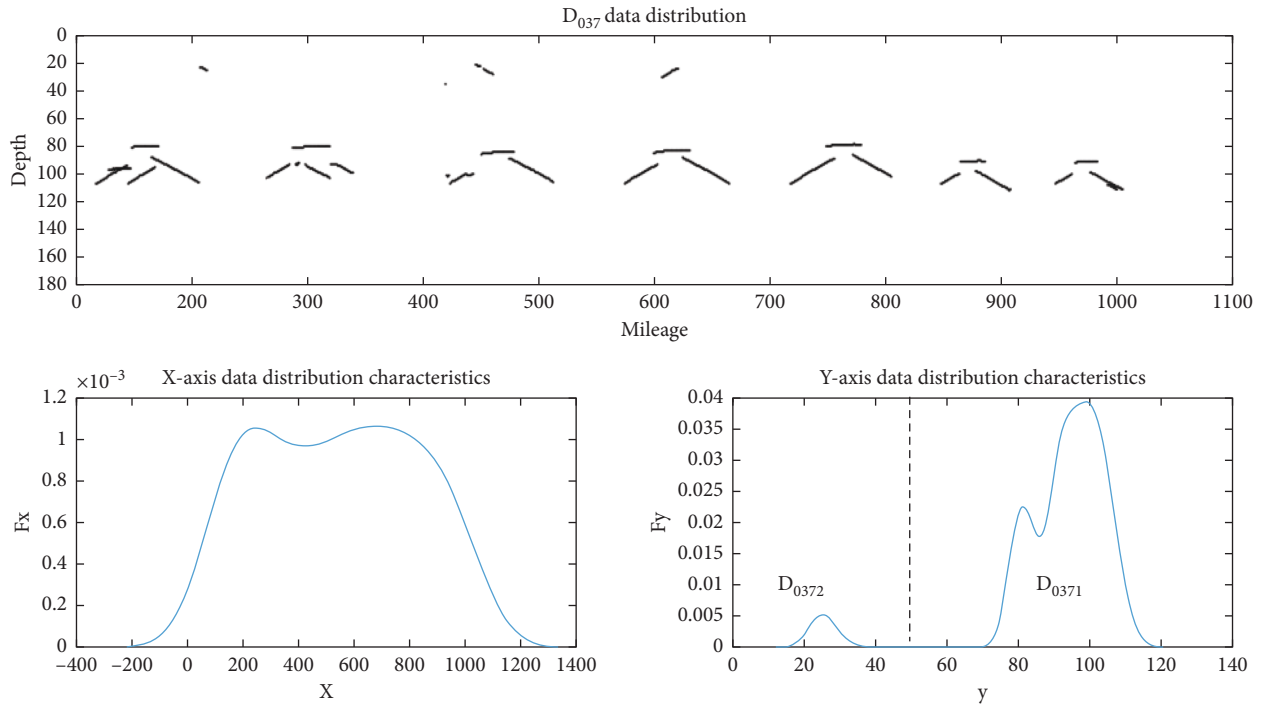 D037 data distribution
0
20
40
60
80
100
120
140
160
180
Depth
0 100 200 300 400 500 600 700 800 900 1000 1100
Mileage
X-axis data distribution characteristics
×10–3
1.2
1
0.8
0.6
0.4
0.2
0
Fx
–400 –200 0 200 400 600 800 1000 1200 1400
X
Y-axis data distribution characteristics
0.04
0.035
0.03
0.025
0.02
0.015
0.01
0.005
0
Fy
D0372
D0371
0 20 40 60 80 100 120 140
y